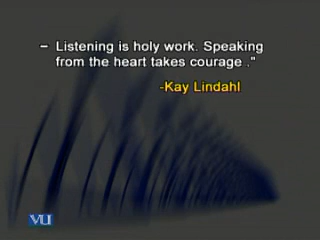 – Listening is holy work. Speaking
from the heart takes courage ."
-Kay Lindahl
VU